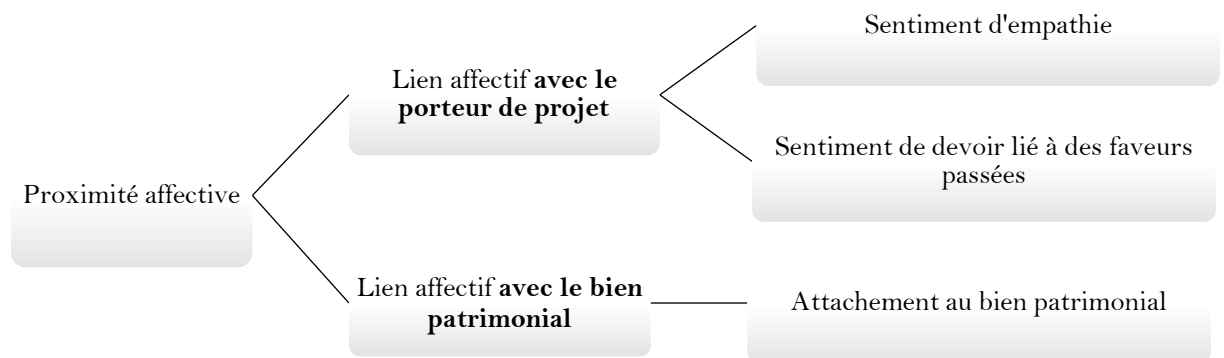 Proximité affective
Lien affectif avec le
porteur de projet
Sentiment d'empathie
Sentiment de devoir lié à des faveurs
passées
Lien affectif avec le bien
patrimonial
Attachement au bien patrimonial